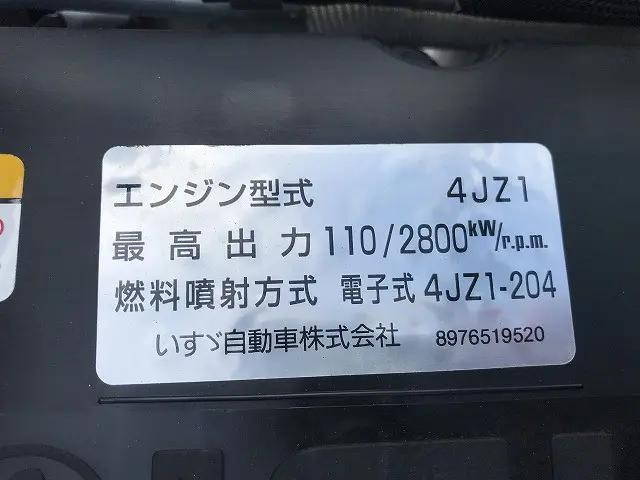 エンジン型式 4JZ1
最高出力 110/2800kW/r.p.m.
燃料噴射方式 電子式 4JZ1-204
いすゞ自動車株式会社 8976519520